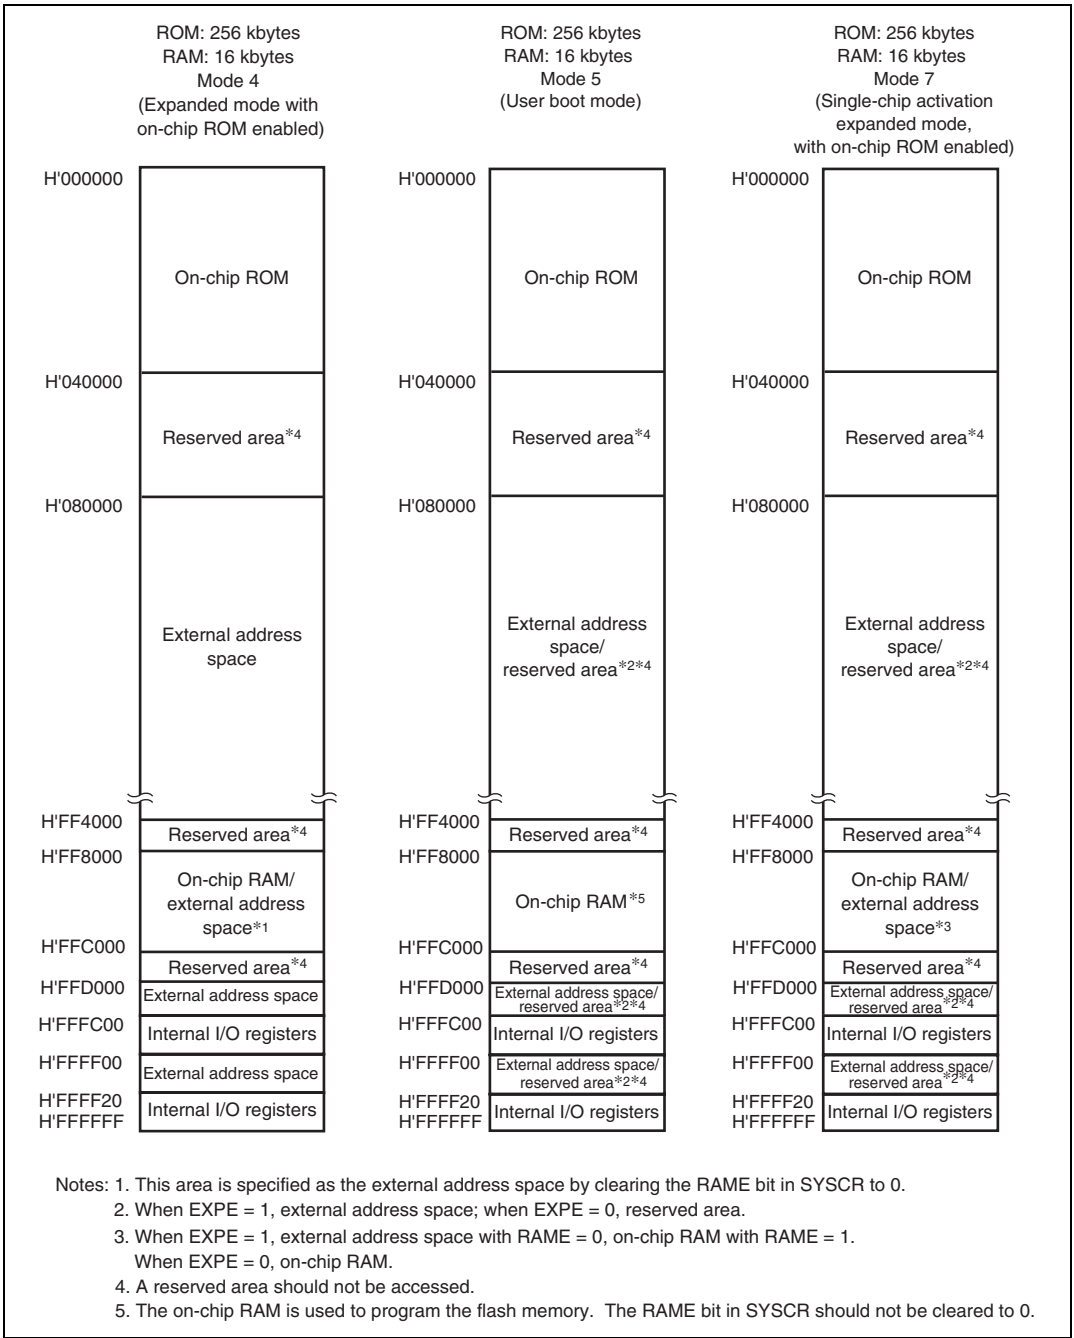 ROM: 256 kbytes
RAM: 16 kbytes
Mode 4
(Expanded mode with
on-chip ROM enabled)
H'000000
On-chip ROM
H'040000
Reserved area*4
H'080000
External address
space
H'FF4000
Reserved area*4
H'FF8000
On-chip RAM/
external address
space*1
H'FFC000
Reserved area*4
H'FFD000
External address space
H'FFFC00
Internal I/O registers
H'FFFF00
External address space
H'FFFF20
Internal I/O registers
H'FFFFFF
ROM: 256 kbytes
RAM: 16 kbytes
Mode 5
(User boot mode)
H'000000
On-chip ROM
H'040000
Reserved area*4
H'080000
External address
space/
reserved area*2*4
H'FF4000
Reserved area*4
H'FF8000
On-chip RAM*5
H'FFC000
Reserved area*4
H'FFD000
External address space/
reserved area*2*4
H'FFFC00
Internal I/O registers
H'FFFF00
External address space/
reserved area*2*4
H'FFFF20
Internal I/O registers
H'FFFFFF
ROM: 256 kbytes
RAM: 16 kbytes
Mode 7
(Single-chip activation
expanded mode,
with on-chip ROM enabled)
H'000000
On-chip ROM
H'040000
Reserved area*4
H'080000
External address
space/
reserved area*2*4
H'FF4000
Reserved area*4
H'FF8000
On-chip RAM/
external address
space*3
H'FFC000
Reserved area*4
H'FFD000
External address space/
reserved area*2*4
H'FFFC00
Internal I/O registers
H'FFFF00
External address space/
reserved area*2*4
H'FFFF20
Internal I/O registers
H'FFFFFF
Notes: 1. This area is specified as the external address space by clearing the RAME bit in SYSCR to 0.
2. When EXPE = 1, external address space; when EXPE = 0, reserved area.
3. When EXPE = 1, external address space with RAME = 0, on-chip RAM with RAME = 1.
When EXPE = 0, on-chip RAM.
4. A reserved area should not be accessed.
5. The on-chip RAM is used to program the flash memory. The RAME bit in SYSCR should not be cleared to 0.